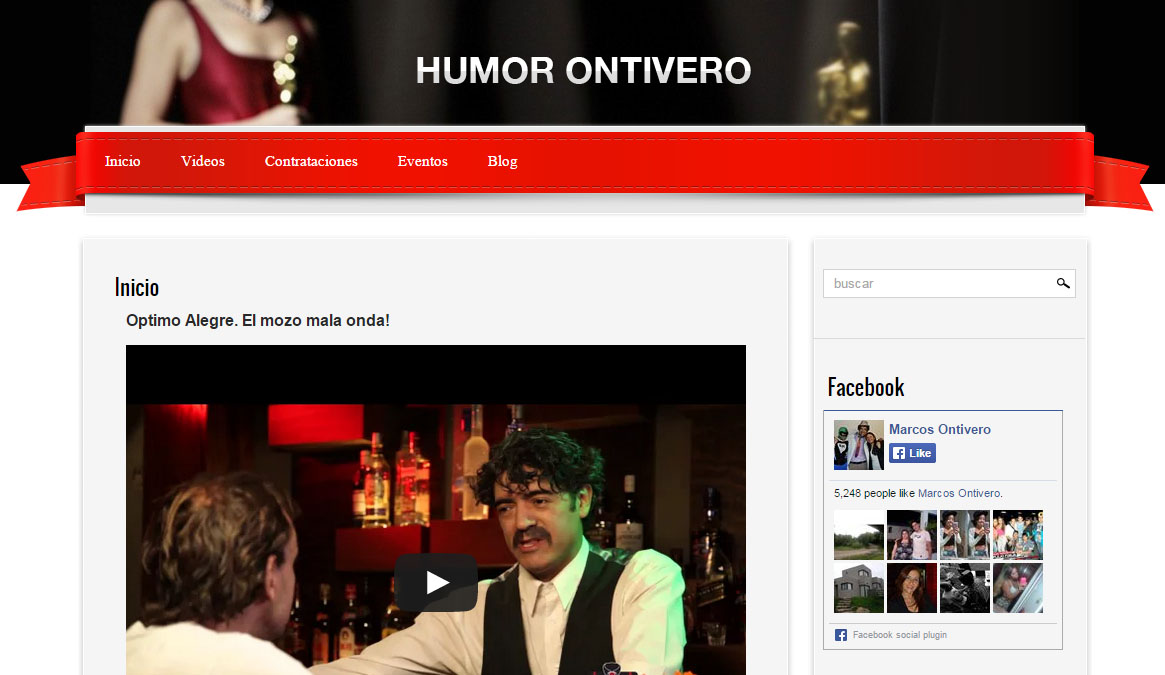 HUMOR ONTIVERO
Inicio Videos Contrataciones Eventos Blog
Inicio
Optimo Alegre. El mozo mala onda!
buscar
Facebook
Marcos Ontivero
Like
5,248 people like Marcos Ontivero.
Facebook social plugin